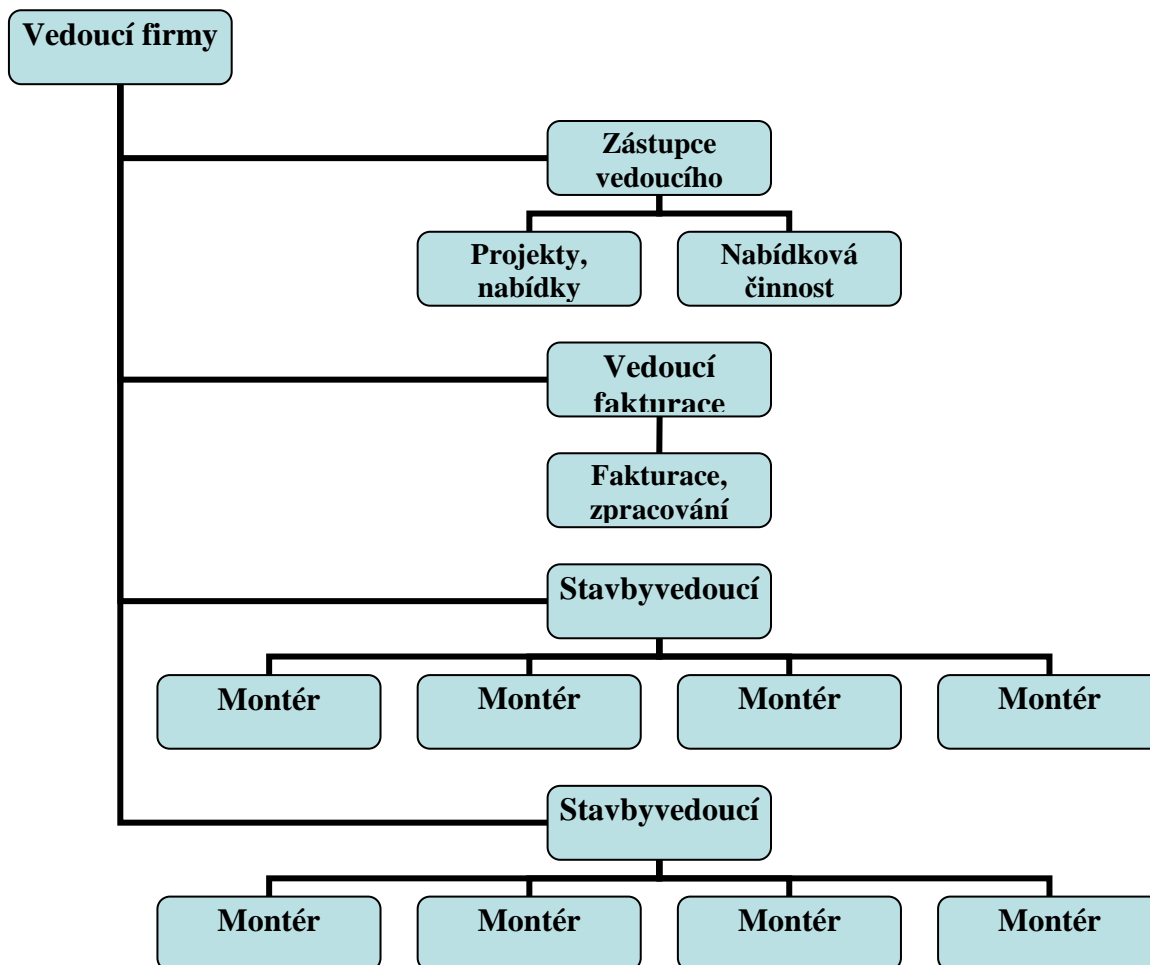 Vedoucí firmy
Zástupce
vedoucího
Projekty,
nabídky
Nabídková
činnost
Vedoucí
fakturace
Fakturace,
zpracování
Stavbyvedoucí
Montér
Montér
Montér
Montér
Stavbyvedoucí
Montér
Montér
Montér
Montér